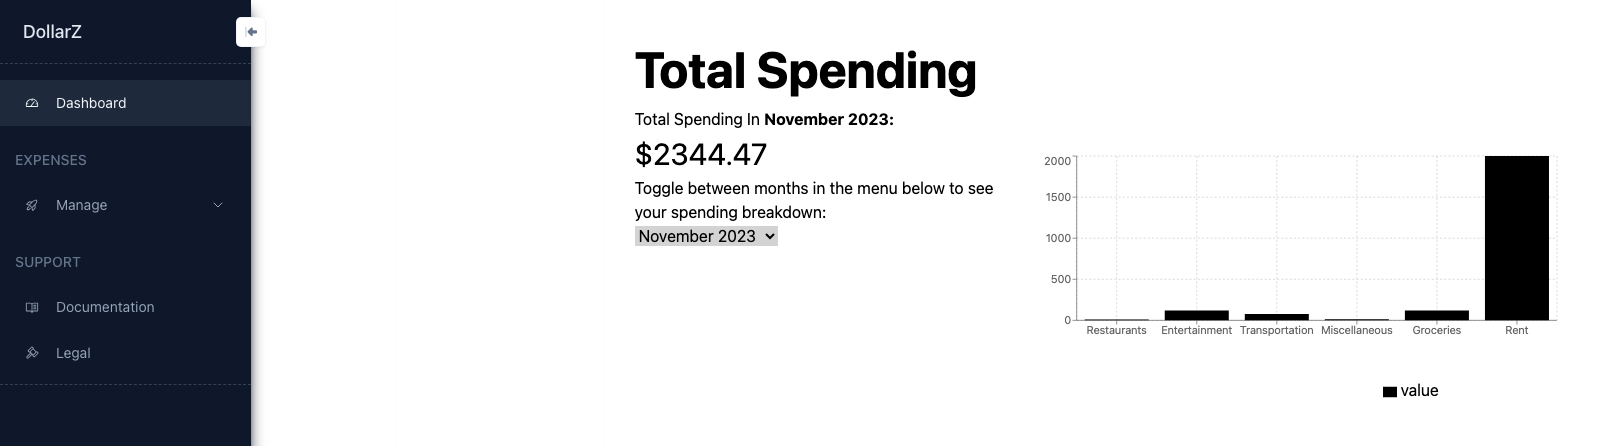 DollarZ
Dashboard
EXPENSES
Manage
SUPPORT
Documentation
Legal
Total Spending
Total Spending In November 2023:
$2344.47
Toggle between months in the menu below to see
your spending breakdown:
November 2023
2000
1500
1000
500
0
Restaurants Entertainment Transportation Miscellaneous Groceries Rent
value